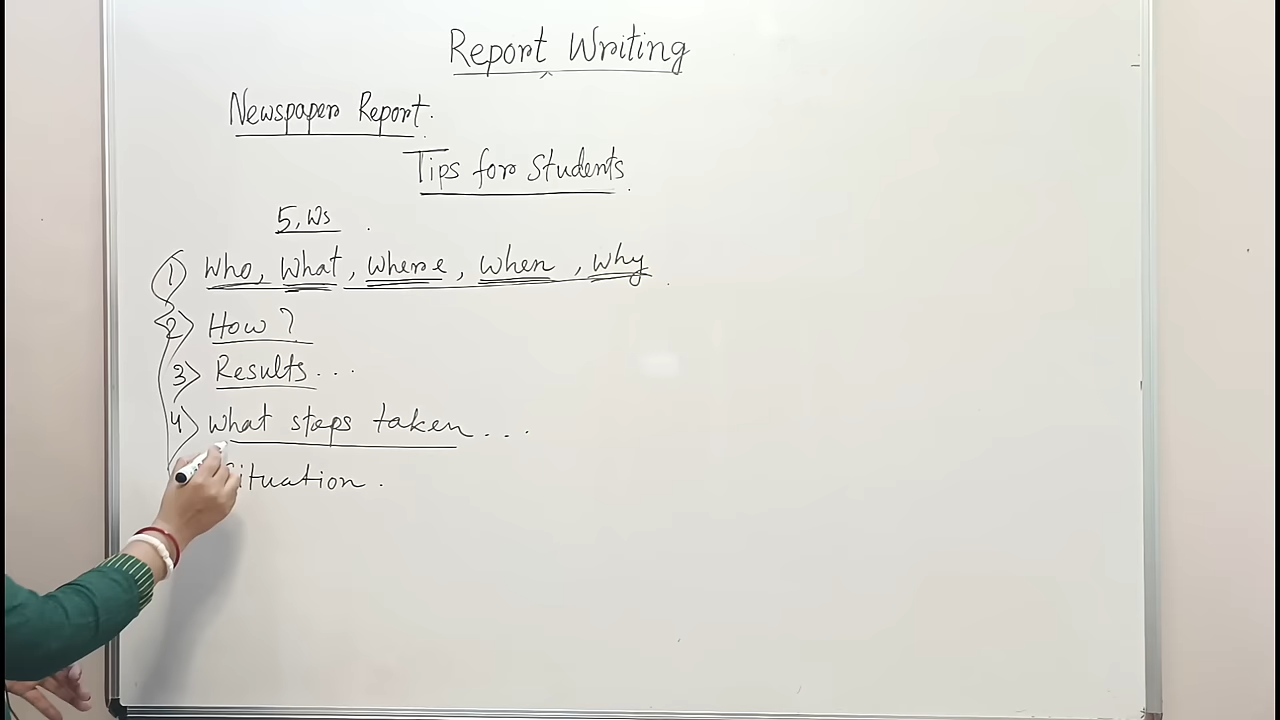 Report Writing
Newspaper Report.
Tips for Students.
5, Ws.
1) Who, What, Where, When, Why.
2) How?
3) Results...
4) What steps taken...
Situation.